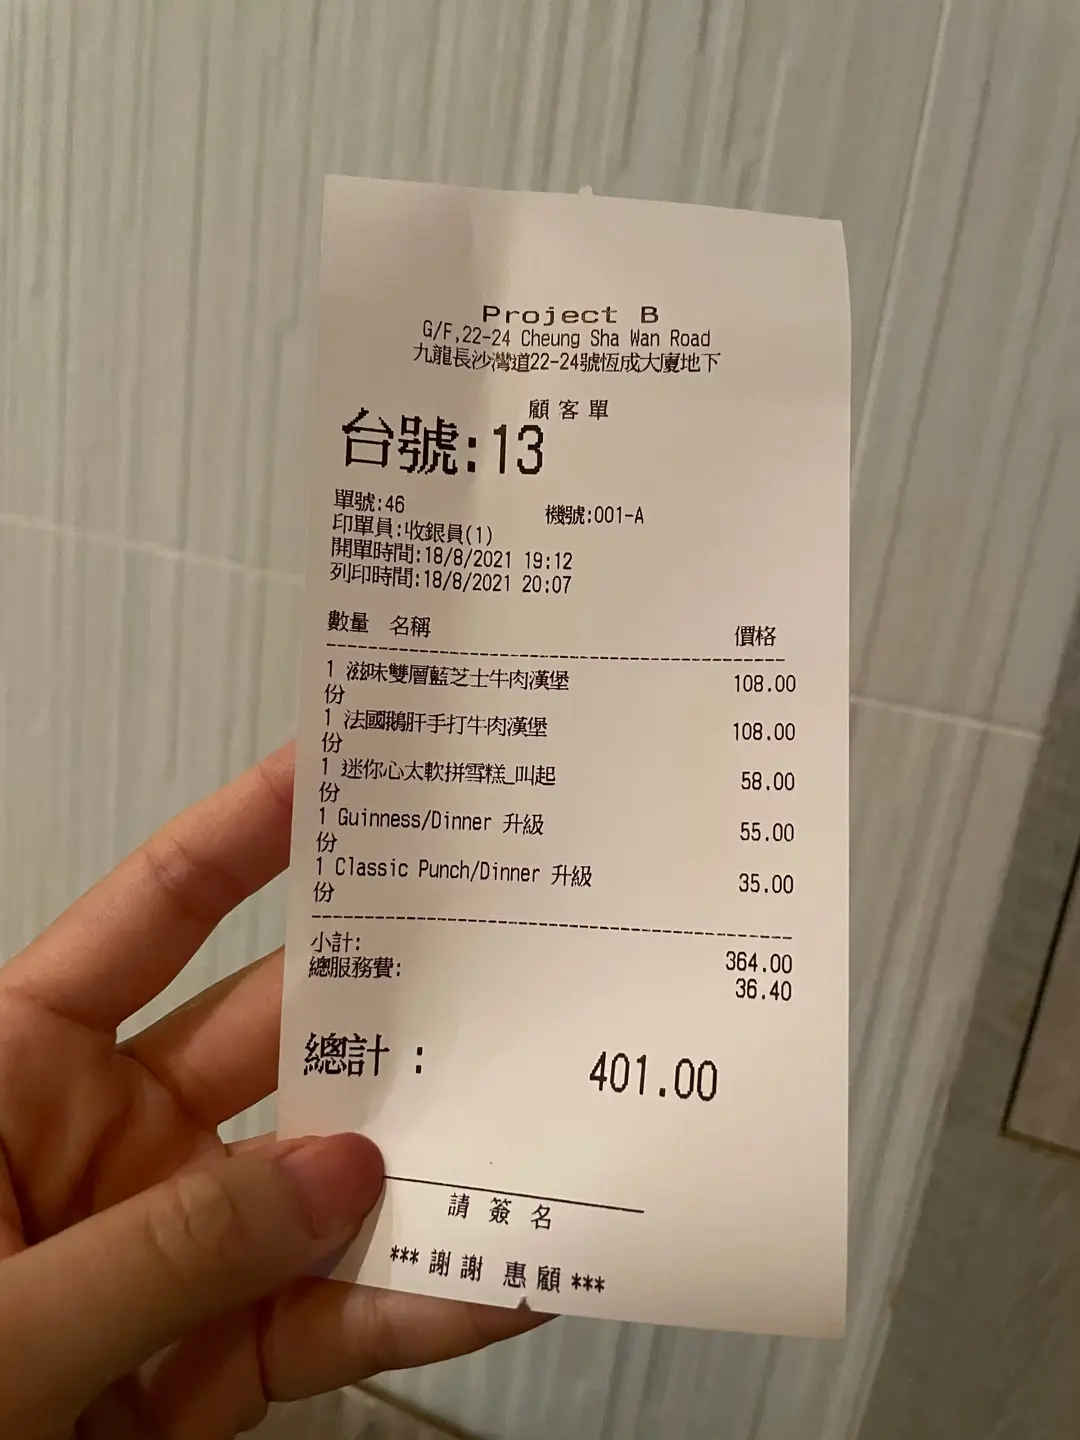 Project B
G/F,22-24 Cheung Sha Wan Road
九龍長沙灣道22-24號恆成大廈地下
顧客單
台號:13
單號:46 機號:001-A
印單員:收銀員(1)
開單時間:18/8/2021 19:12
列印時間:18/8/2021 20:07
數量 名稱 價格
1 滋味雙層藍芝士牛肉漢堡 108.00
份
1 法國鵝肝手打牛肉漢堡 108.00
份
1 迷你心太軟拼雪糕_叫起 58.00
份
1 Guinness/Dinner 升級 55.00
份
1 Classic Punch/Dinner 升級 35.00
份
小計: 364.00
總服務費: 36.40
總計 : 401.00
請 簽 名
*** 謝 謝 惠 顧 ***